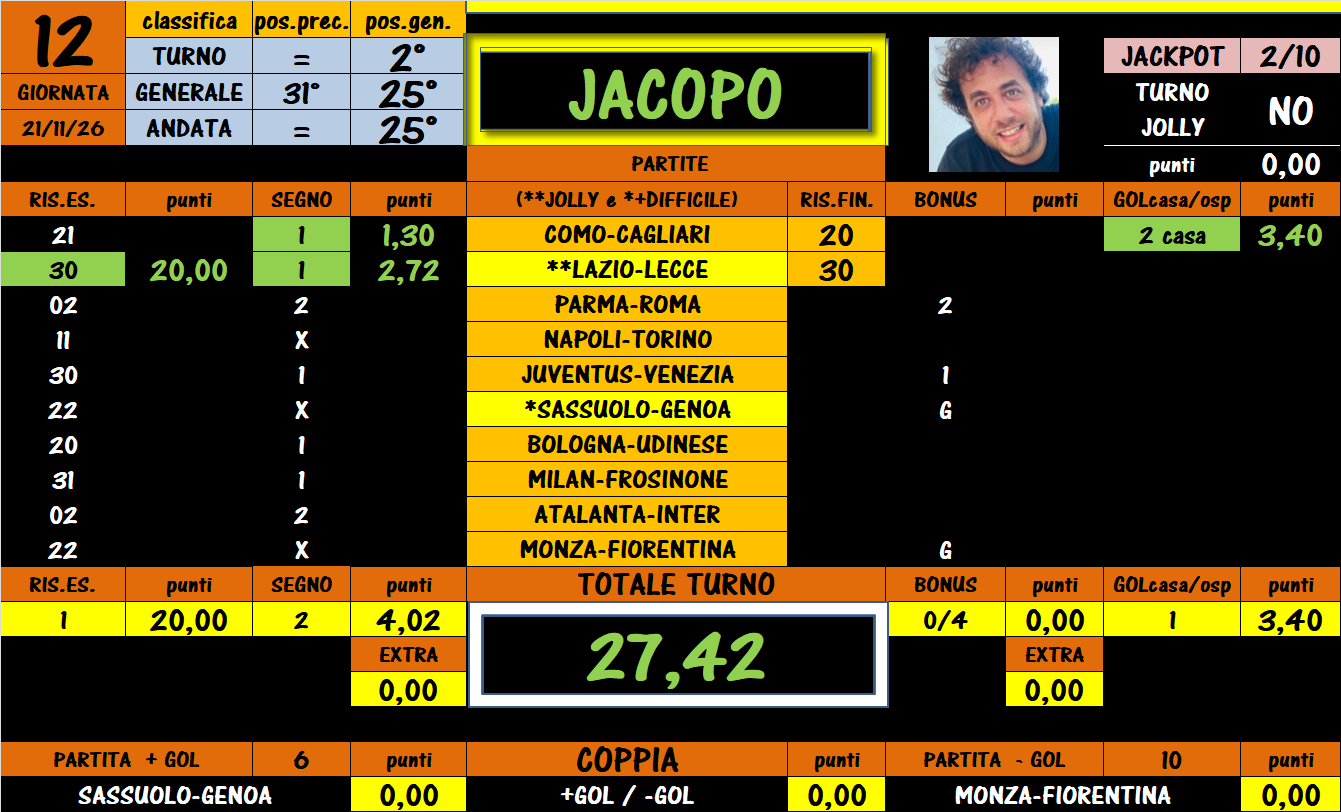 12 classifica pos.prec. pos.gen.
TURNO = 2° JACOPO JACKPOT 2/10
GIORNATA GENERALE 31° 25° TURNO JOLLY NO
21/11/26 ANDATA = 25°
PARTITE punti 0,00
RIS.ES. punti SEGNO punti (**JOLLY e *+DIFFICILE) RIS.FIN. BONUS punti GOLcasa/osp punti
21 1 1,30 COMO-CAGLIARI 20 2 casa 3,40
30 20,00 1 2,72 **LAZIO-LECCE 30
02 2 PARMA-ROMA 2
11 X NAPOLI-TORINO
30 1 JUVENTUS-VENEZIA 1
22 X *SASSUOLO-GENOA G
20 1 BOLOGNA-UDINESE
31 1 MILAN-FROSINONE
02 2 ATALANTA-INTER
22 X MONZA-FIORENTINA G
RIS.ES. punti SEGNO punti TOTALE TURNO BONUS punti GOLcasa/osp punti
1 20,00 2 4,02 27,42 0/4 0,00 1 3,40
EXTRA EXTRA
0,00 0,00
PARTITA + GOL 6 punti COPPIA punti PARTITA - GOL 10 punti
SASSUOLO-GENOA 0,00 +GOL / -GOL 0,00 MONZA-FIORENTINA 0,00